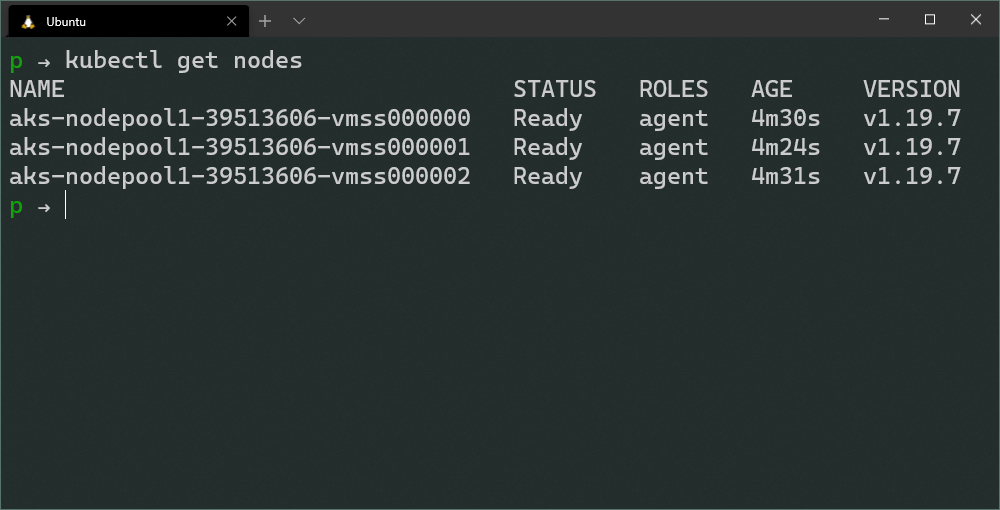 Ubuntu
p → kubectl get nodes
NAME                                STATUS   ROLES   AGE     VERSION
aks-nodepool1-39513606-vmss000000   Ready    agent   4m30s   v1.19.7
aks-nodepool1-39513606-vmss000001   Ready    agent   4m24s   v1.19.7
aks-nodepool1-39513606-vmss000002   Ready    agent   4m31s   v1.19.7
p →